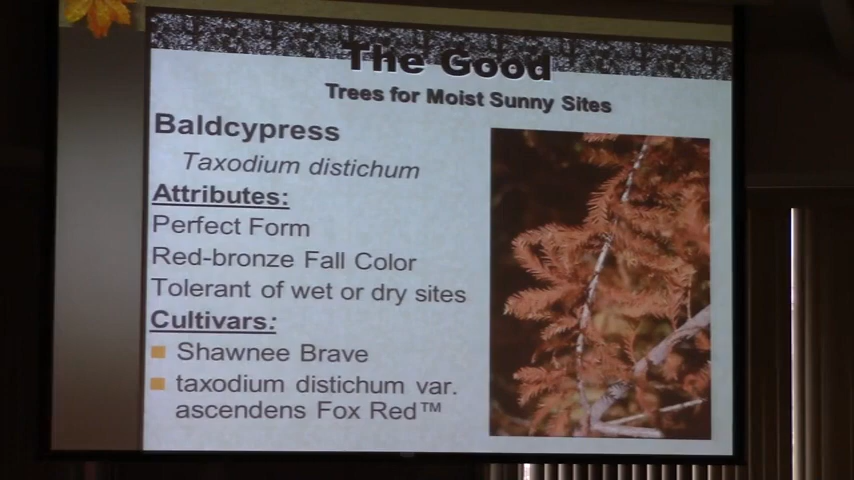 The Good
Trees for Moist Sunny Sites
Baldcypress
Taxodium distichum
Attributes:
Perfect Form
Red-bronze Fall Color
Tolerant of wet or dry sites
Cultivars:
Shawnee Brave
taxodium distichum var.
ascendens Fox Red™